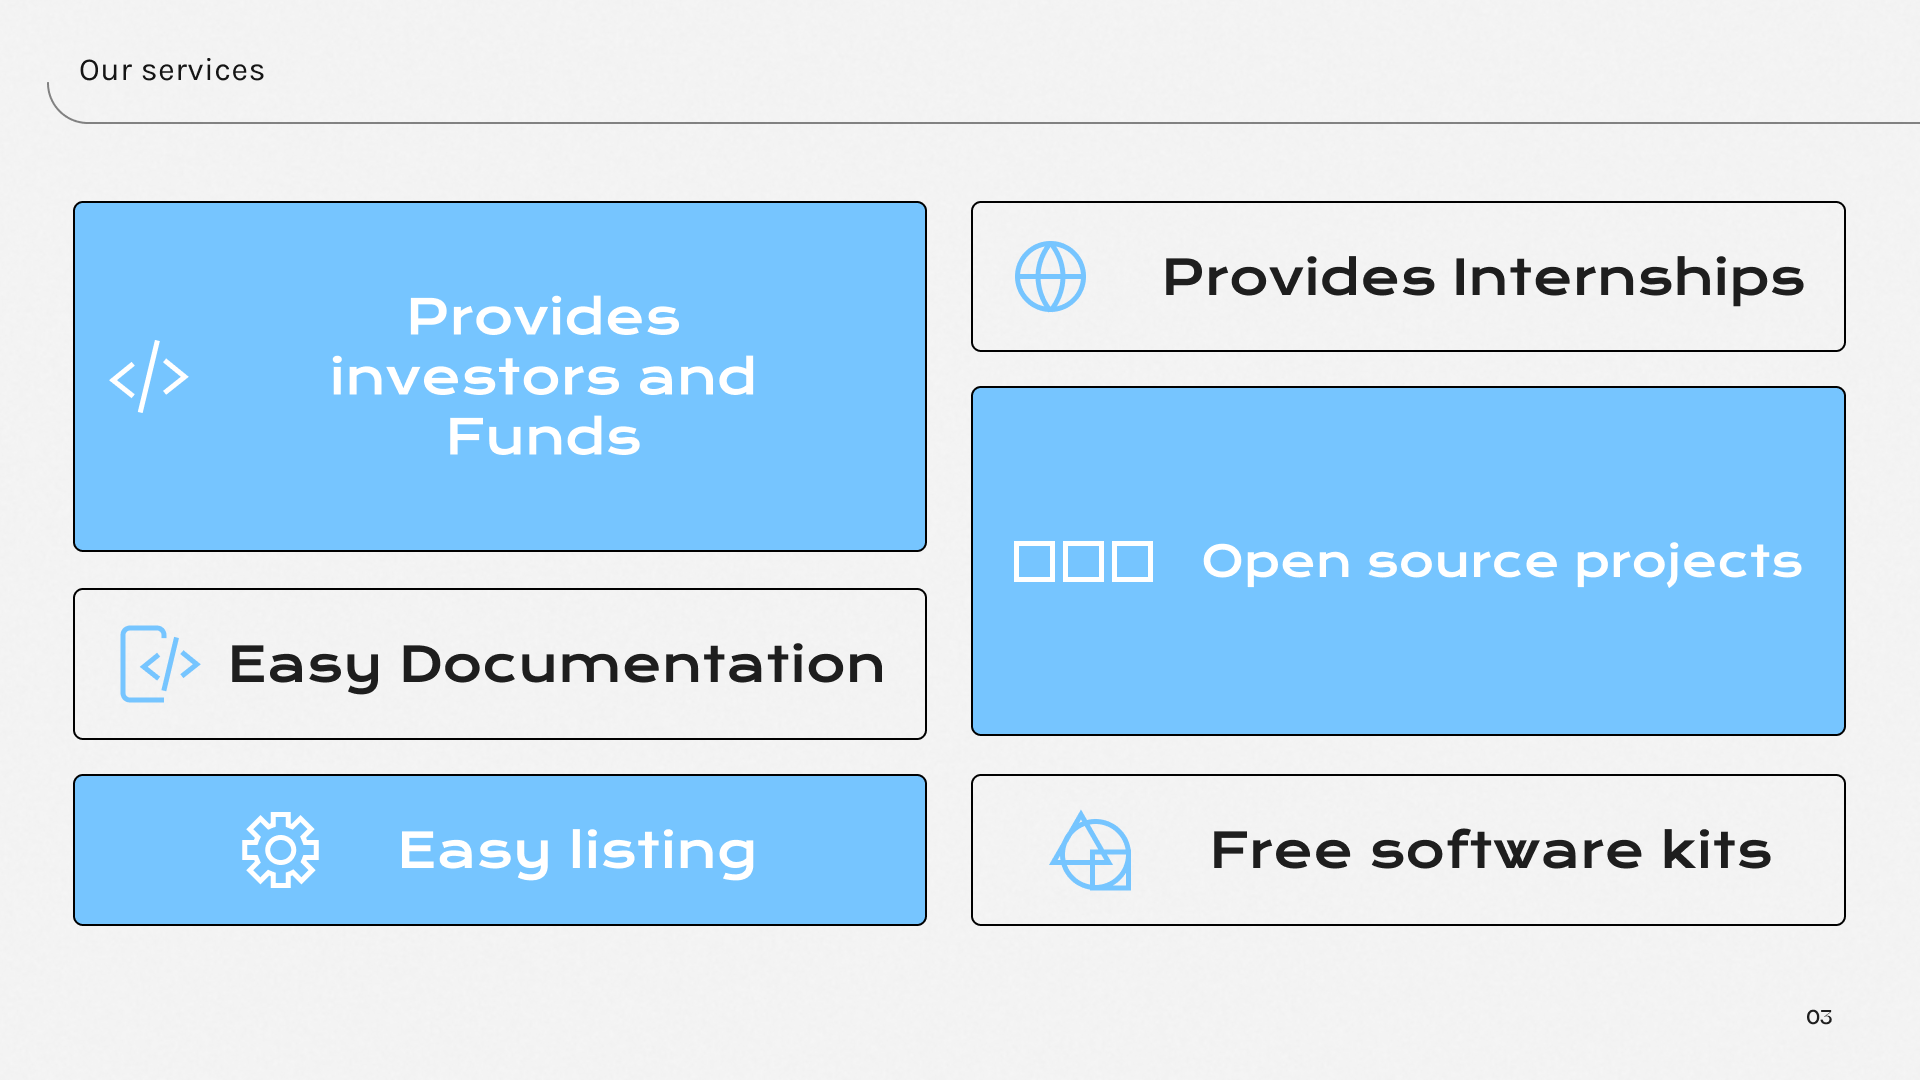 Our services
Provides
investors and
Funds
Easy Documentation
Easy listing
Provides Internships
Open source projects
Free software kits
03